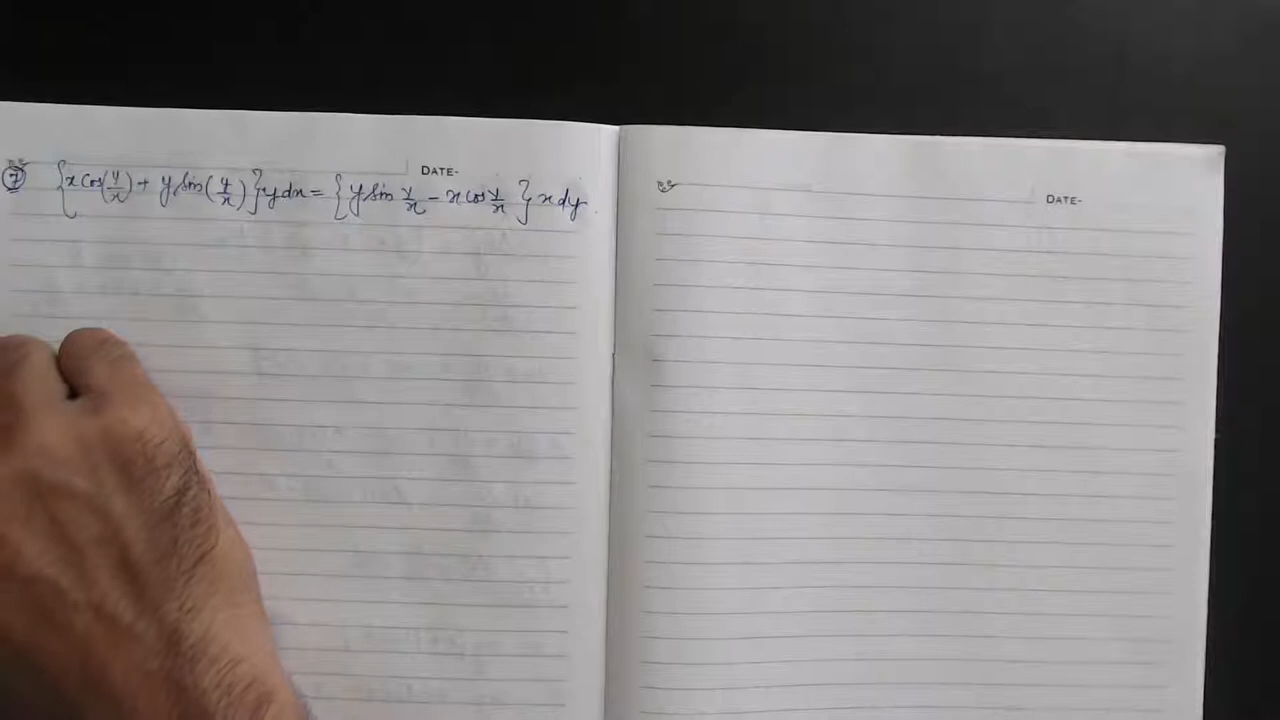 ⑦ {x cos(y/x) + y sin(y/x)} y dx = {y sin y/x - x cos y/x} x dy.
DATE-
DATE-